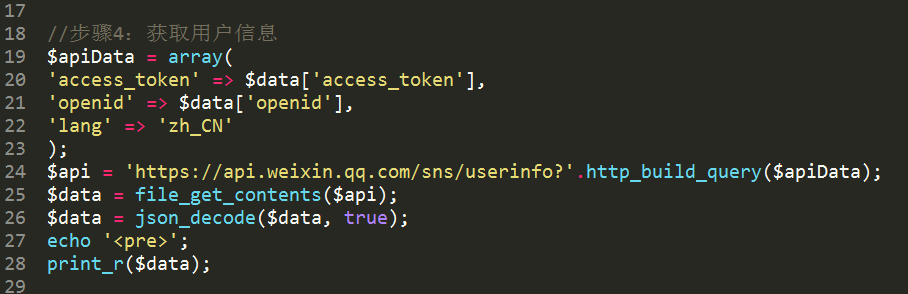 17
18 //步骤4：获取用户信息
19 $apiData = array(
20 'access_token' => $data['access_token'],
21 'openid' => $data['openid'],
22 'lang' => 'zh_CN'
23 );
24 $api = 'https://api.weixin.qq.com/sns/userinfo?'.http_build_query($apiData);
25 $data = file_get_contents($api);
26 $data = json_decode($data, true);
27 echo '<pre>';
28 print_r($data);
29